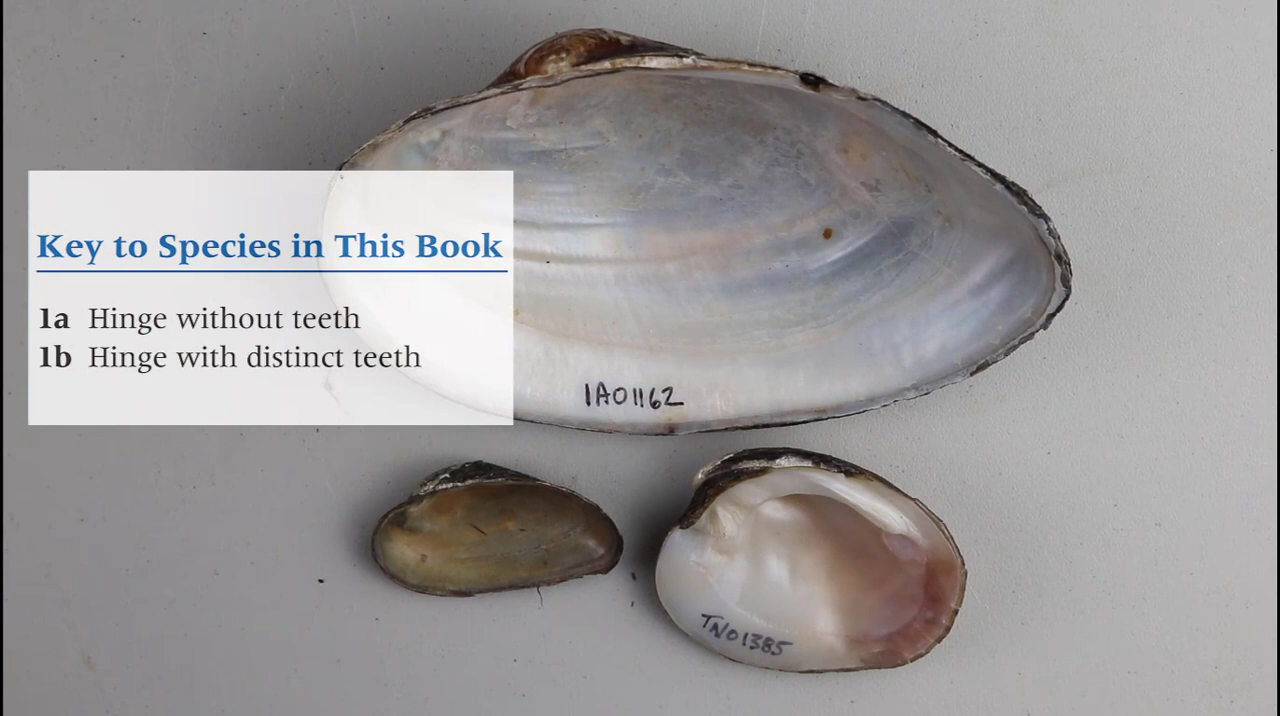 Key to Species in This Book
1a Hinge without teeth
1b Hinge with distinct teeth
IA01162
TN01385